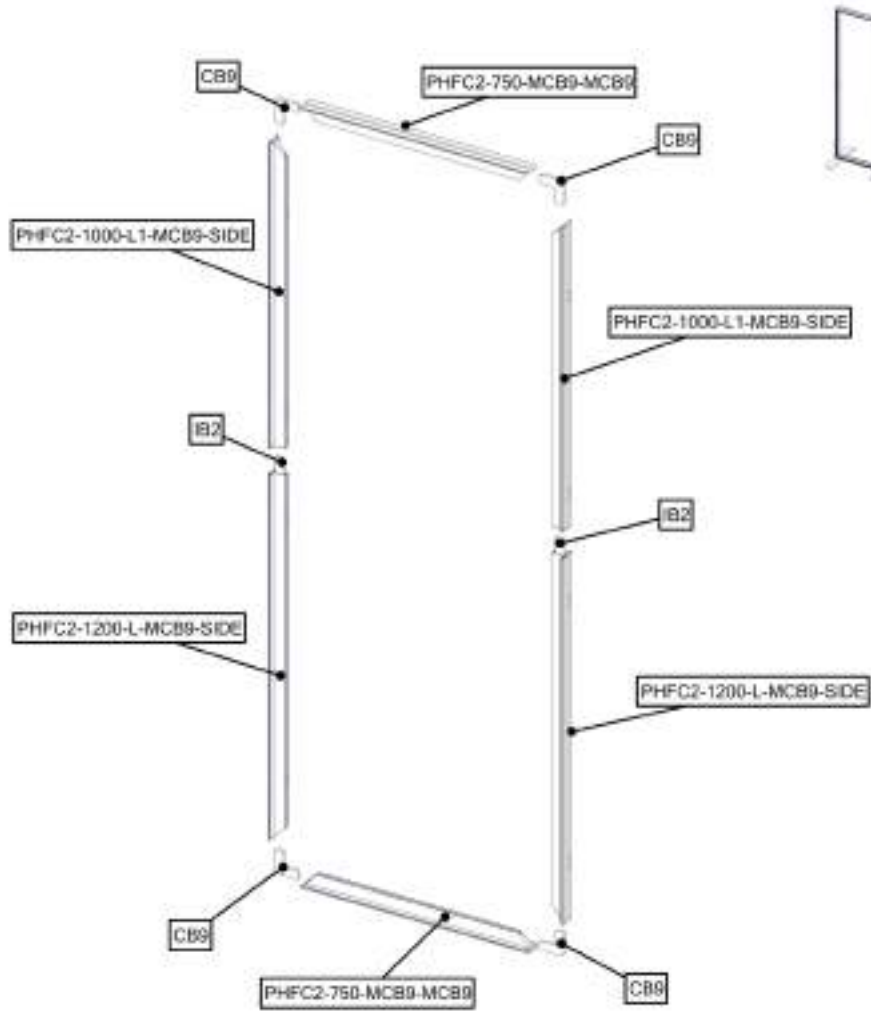 CB9
PHFC2-750-MCB9-MCB9
CB9
PHFC2-1000-L1-MCB9-SIDE
PHFC2-1000-L1-MCB9-SIDE
IB2
IB2
PHFC2-1200-L-MCB9-SIDE
PHFC2-1200-L-MCB9-SIDE
CB9
PHFC2-750-MCB9-MCB9
CB9